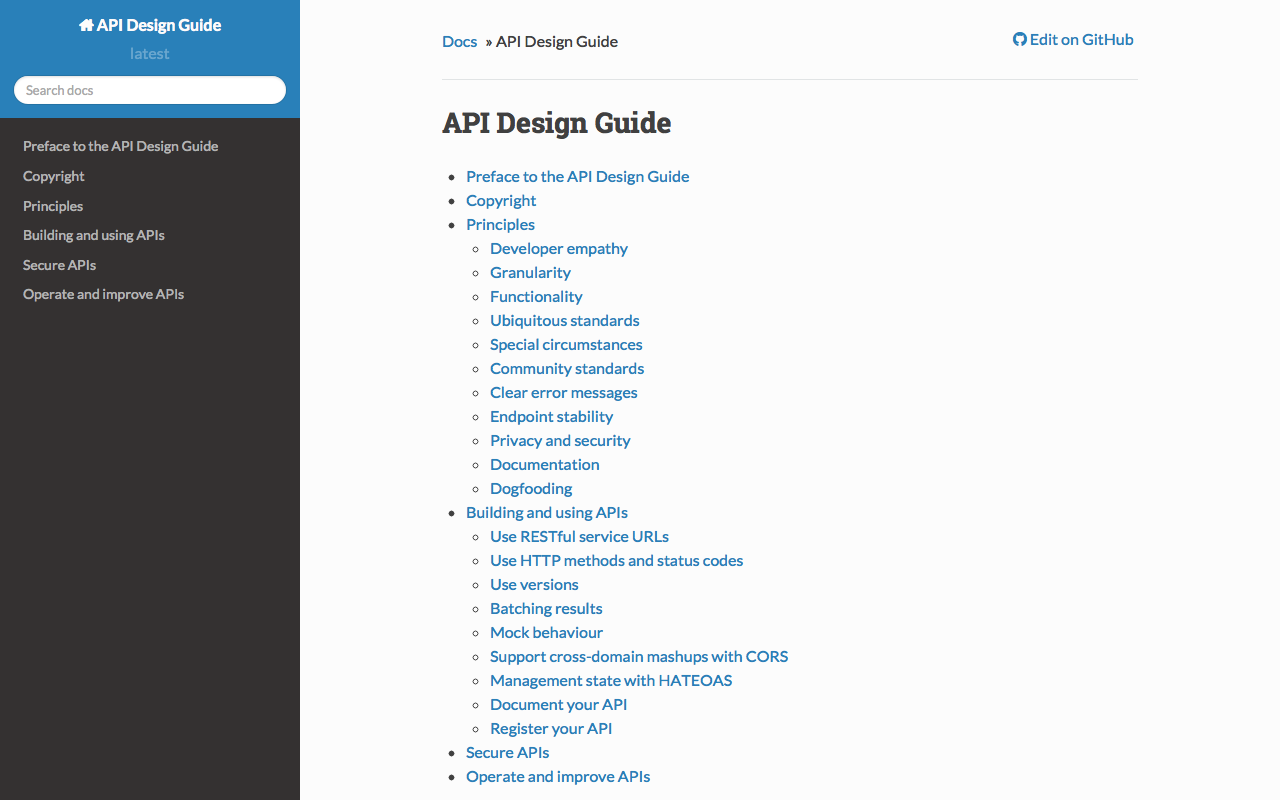 API Design Guide
latest
Search docs
Preface to the API Design Guide
Copyright
Principles
Building and using APIs
Secure APIs
Operate and improve APIs
Docs » API Design Guide
Edit on GitHub
API Design Guide
Preface to the API Design Guide
Copyright
Principles
Developer empathy
Granularity
Functionality
Ubiquitous standards
Special circumstances
Community standards
Clear error messages
Endpoint stability
Privacy and security
Documentation
Dogfooding
Building and using APIs
Use RESTful service URLs
Use HTTP methods and status codes
Use versions
Batching results
Mock behaviour
Support cross-domain mashups with CORS
Management state with HATEOAS
Document your API
Register your API
Secure APIs
Operate and improve APIs